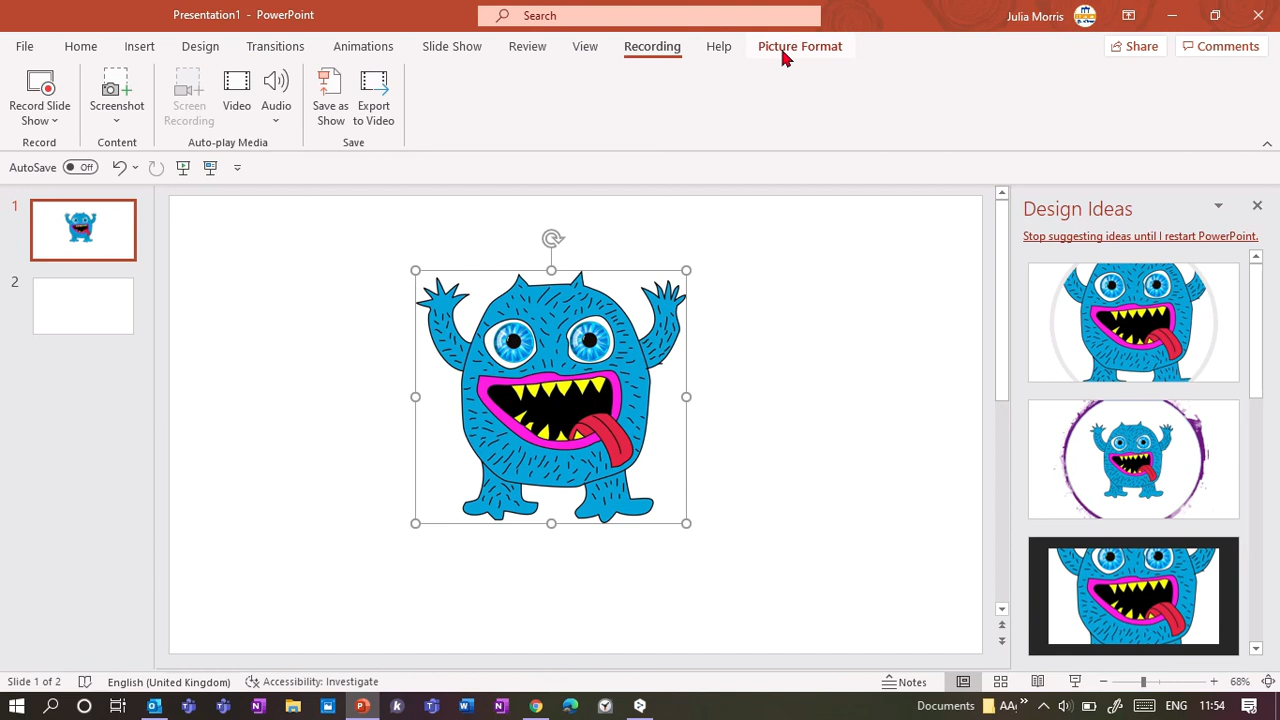 Presentation1 - PowerPoint
Search
Julia Morris
File Home Insert Design Transitions Animations Slide Show Review View Recording Help Picture Format
Share Comments
Record Slide
Show
Screenshot
Screen
Recording
Video
Audio
Save as
Show
Export
to Video
Record Content Auto-play Media Save
AutoSave Off
1
2
Design Ideas
Stop suggesting ideas until I restart PowerPoint.
Slide 1 of 2 English (United Kingdom) Accessibility: Investigate Notes 68%
Documents ENG 11:54